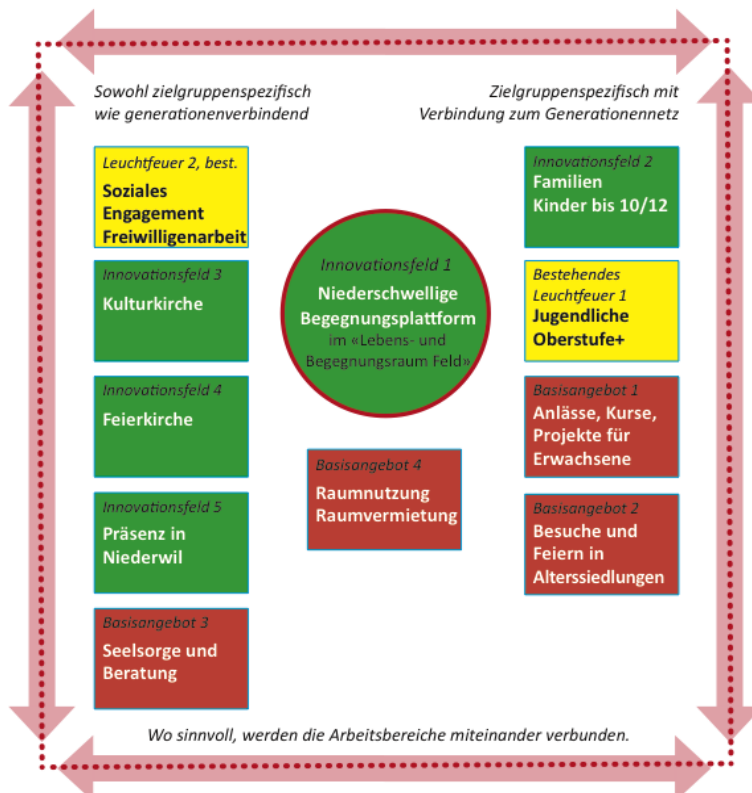 Sowohl zielgruppenspezifisch
wie generationenverbindend
Leuchtfeuer 2, best.
Soziales
Engagement
Freiwilligenarbeit
Innovationsfeld 3
Kulturkirche
Innovationsfeld 4
Feierkirche
Innovationsfeld 5
Präsenz in
Niederwil
Basisangebot 3
Seelsorge und
Beratung
Innovationsfeld 1
Niederschwellige
Begegnungsplattform
im «Lebens- und
Begegnungsraum Feld»
Basisangebot 4
Raumnutzung
Raumvermietung
Zielgruppenspezifisch mit
Verbindung zum Generationennetz
Innovationsfeld 2
Familien
Kinder bis 10/12
Bestehendes
Leuchtfeuer 1
Jugendliche
Oberstufe+
Basisangebot 1
Anlässe, Kurse,
Projekte für
Erwachsene
Basisangebot 2
Besuche und
Feiern in
Alterssiedlungen
Wo sinnvoll, werden die Arbeitsbereiche miteinander verbunden.